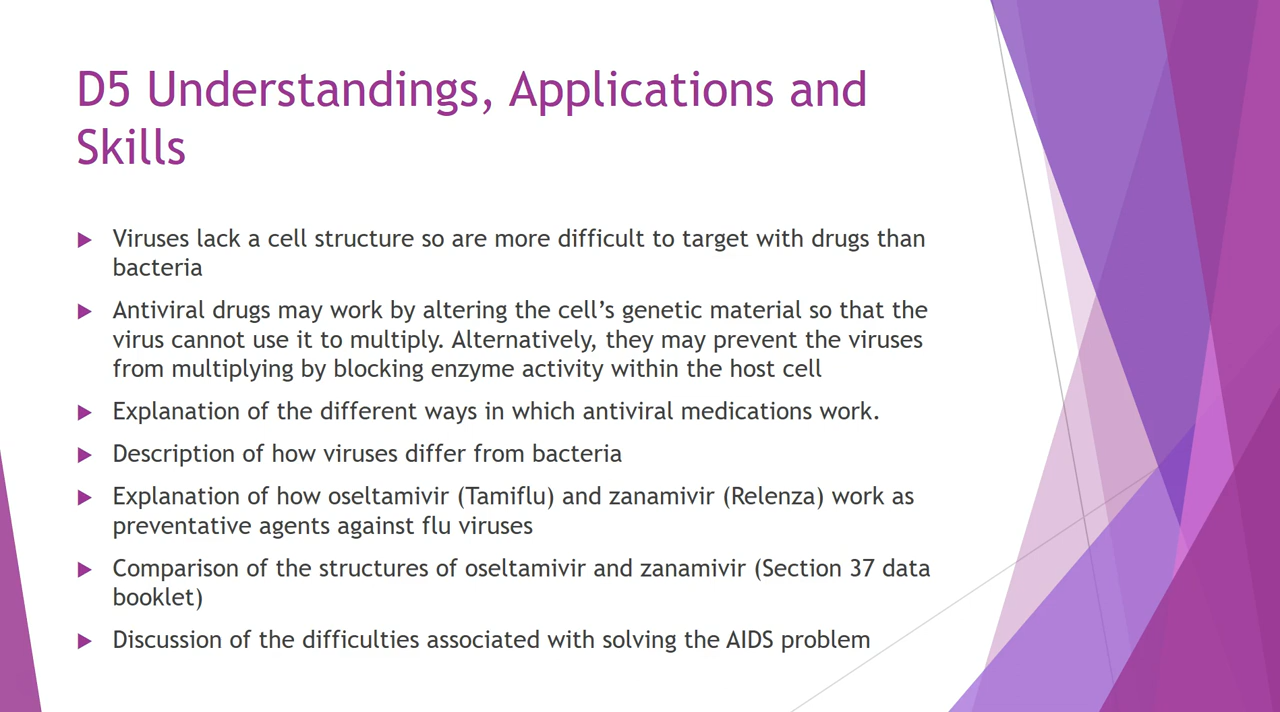 D5 Understandings, Applications and
Skills
Viruses lack a cell structure so are more difficult to target with drugs than
bacteria
Antiviral drugs may work by altering the cell’s genetic material so that the
virus cannot use it to multiply. Alternatively, they may prevent the viruses
from multiplying by blocking enzyme activity within the host cell
Explanation of the different ways in which antiviral medications work.
Description of how viruses differ from bacteria
Explanation of how oseltamivir (Tamiflu) and zanamivir (Relenza) work as
preventative agents against flu viruses
Comparison of the structures of oseltamivir and zanamivir (Section 37 data
booklet)
Discussion of the difficulties associated with solving the AIDS problem